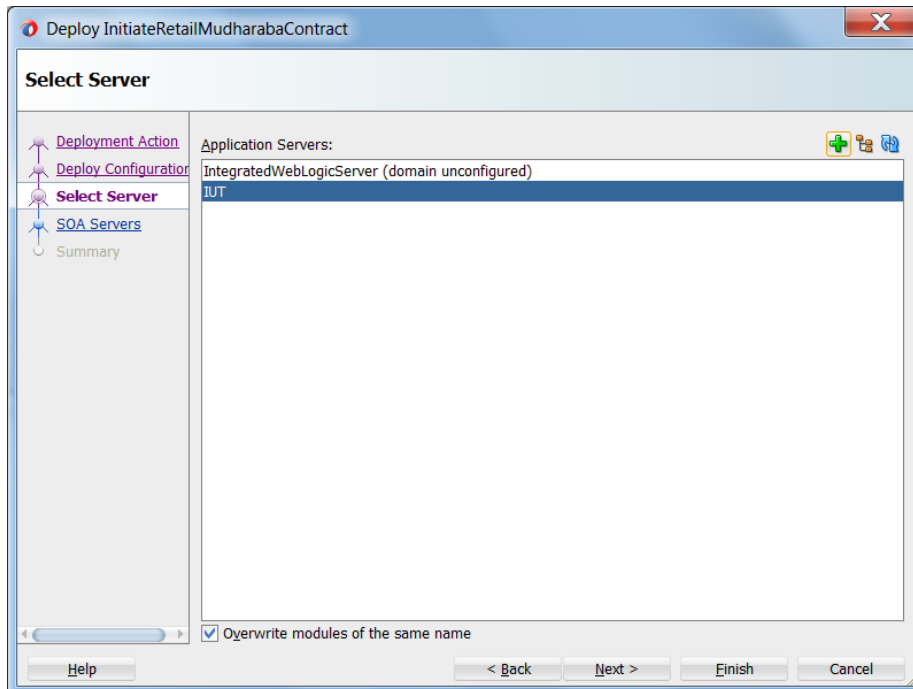 Deploy InitiateRetailMudharabaContract
Select Server
Deployment Action
Deploy Configuration
Select Server
SOA Servers
Summary
Application Servers:
IntegratedWebLogicServer (domain unconfigured)
IUT
Overwrite modules of the same name
Help
< Back
Next >
Finish
Cancel